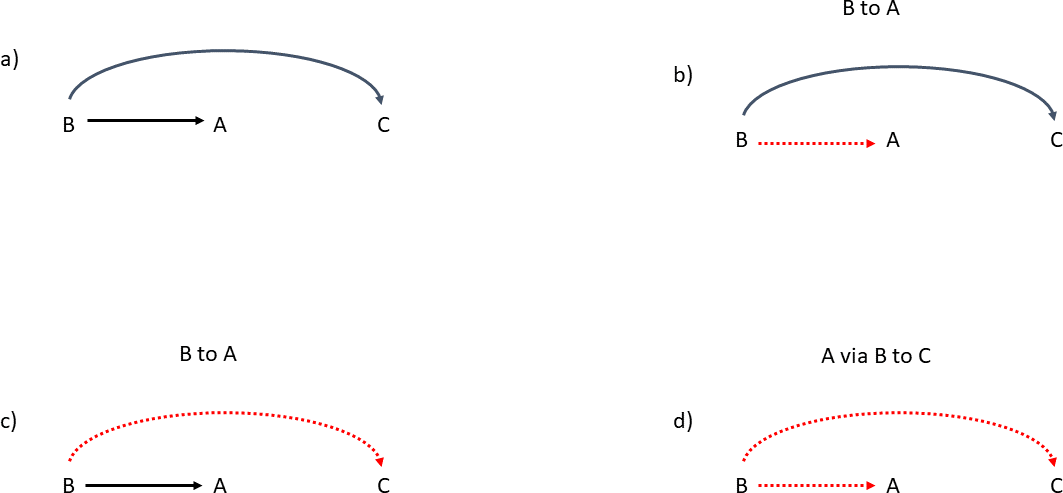 a)
B A C
B to A
b)
B A C
B to A
c)
B A C
A via B to C
d)
B A C